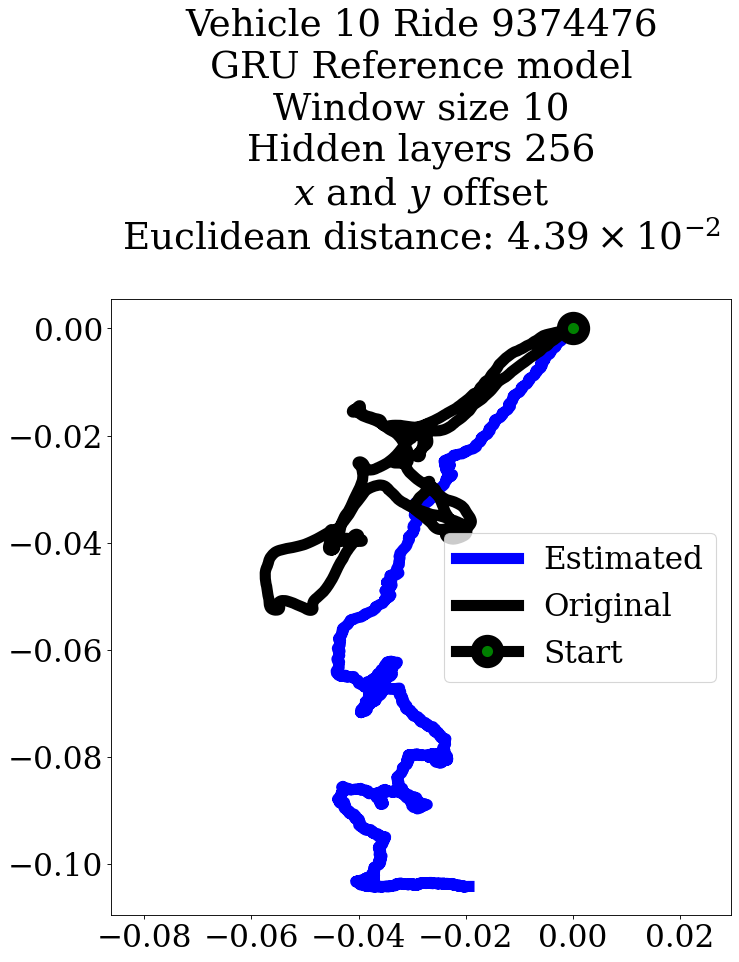 Vehicle 10 Ride 9374476
GRU Reference model
Window size 10
Hidden layers 256
x and y offset
Euclidean distance: 4.39 × 10⁻²
0.00
−0.02
−0.04
−0.06
−0.08
−0.10
Estimated
Original
Start
−0.08 −0.06 −0.04 −0.02 0.00 0.02